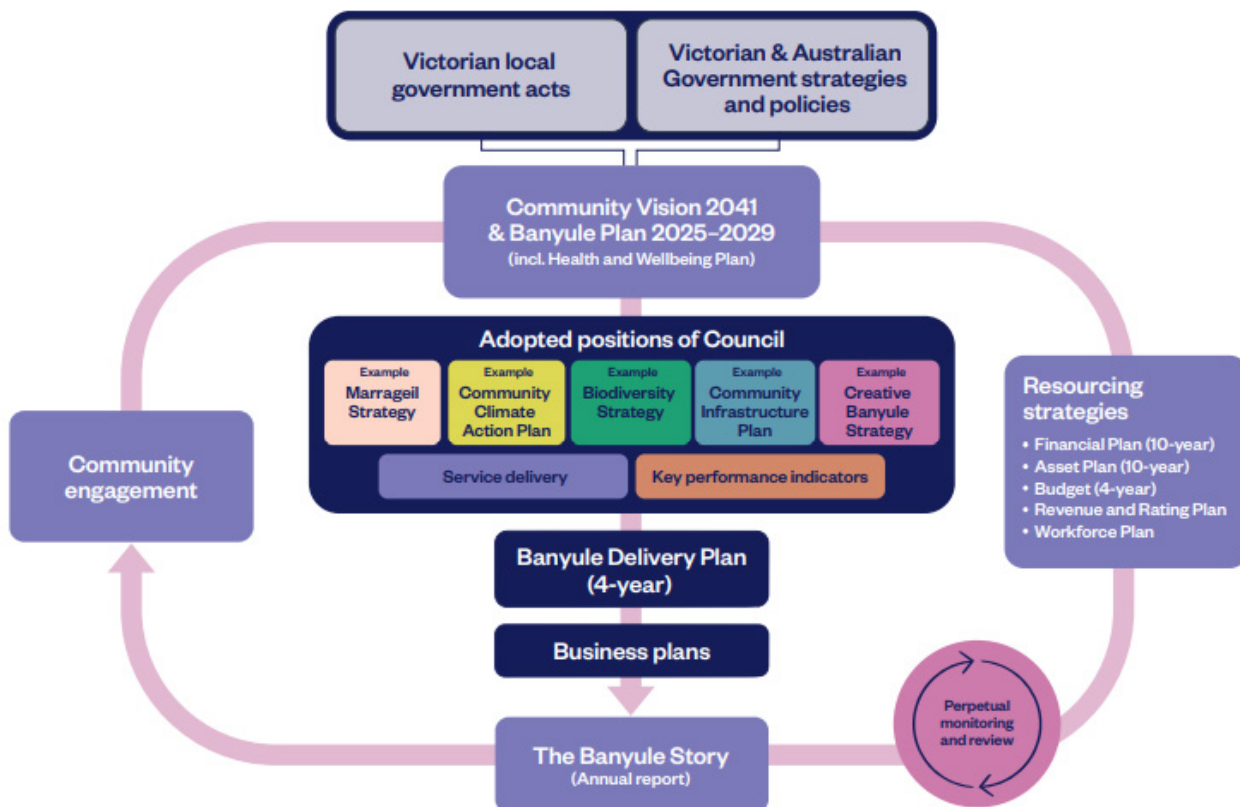 Victorian local
government acts
Victorian & Australian
Government strategies
and policies
Community Vision 2041
& Banyule Plan 2025–2029
(incl. Health and Wellbeing Plan)
Adopted positions of Council
Example
Marrageil
Strategy
Example
Community
Climate
Action Plan
Example
Biodiversity
Strategy
Example
Community
Infrastructure
Plan
Example
Creative
Banyule
Strategy
Service delivery
Key performance indicators
Community
engagement
Resourcing
strategies
• Financial Plan (10-year)
• Asset Plan (10-year)
• Budget (4-year)
• Revenue and Rating Plan
• Workforce Plan
Banyule Delivery Plan
(4-year)
Business plans
Perpetual
monitoring
and review
The Banyule Story
(Annual report)